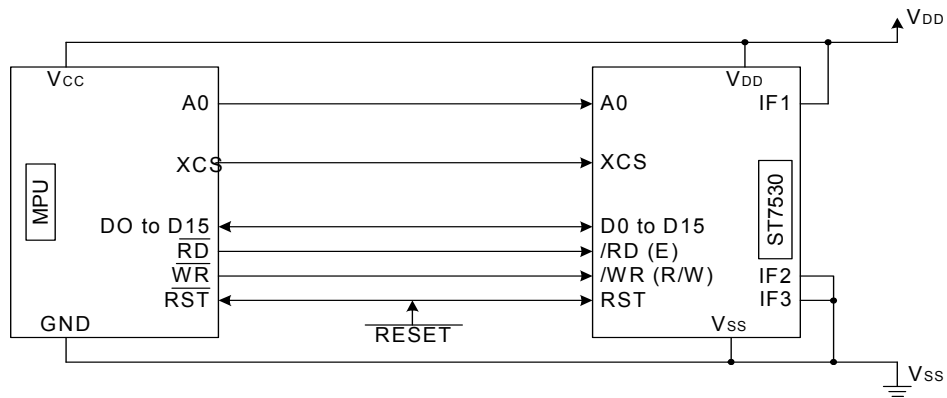 VDD
VCC
VDD
A0
A0
IF1
XCS
XCS
MPU
ST7530
DO to D15
D0 to D15
RD
/RD (E)
WR
/WR (R/W)
IF2
RST
RST
IF3
GND
RESET
VSS
VSS